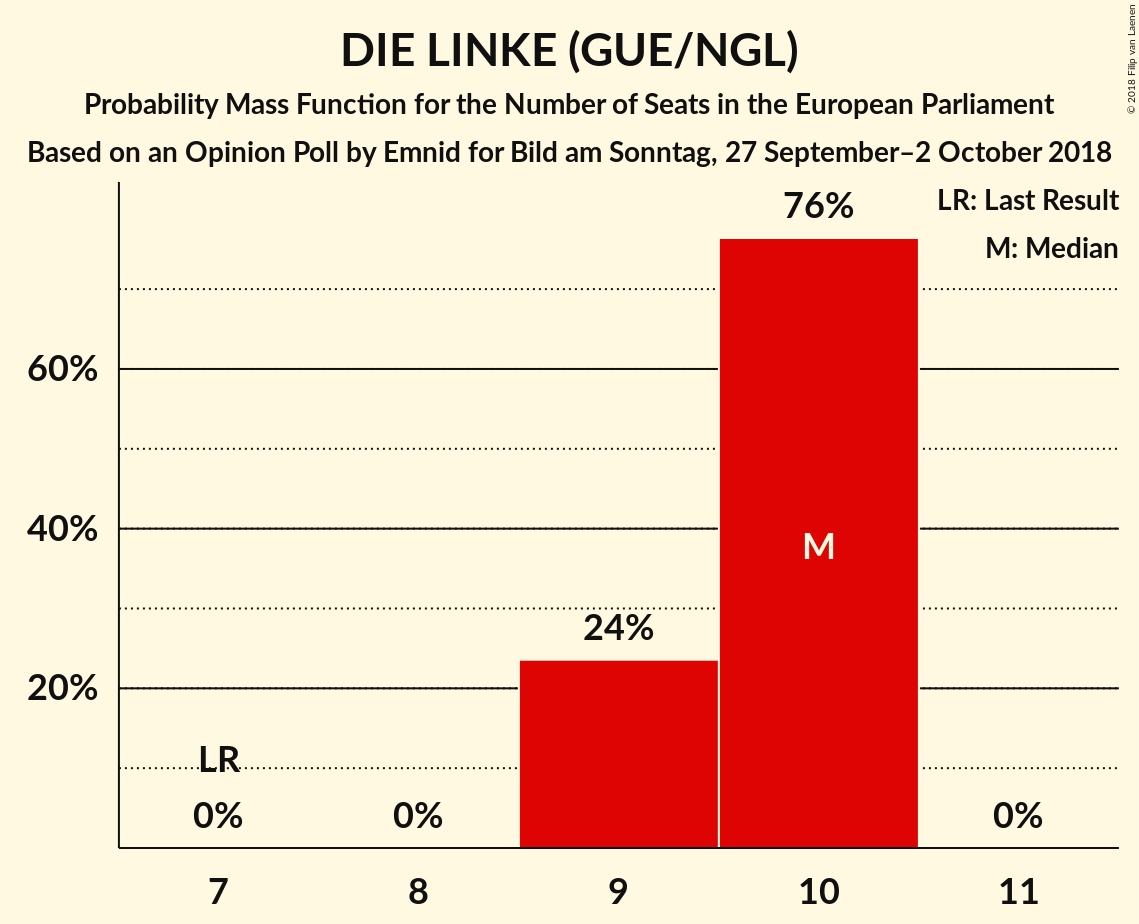 DIE LINKE (GUE/NGL)
Probability Mass Function for the Number of Seats in the European Parliament
Based on an Opinion Poll by Emnid for Bild am Sonntag, 27 September–2 October 2018
© 2018 Filip van Laenen
LR: Last Result
M: Median
76%
60%
40%
M
24%
20%
LR
0%
0%
0%
7
8
9
10
11